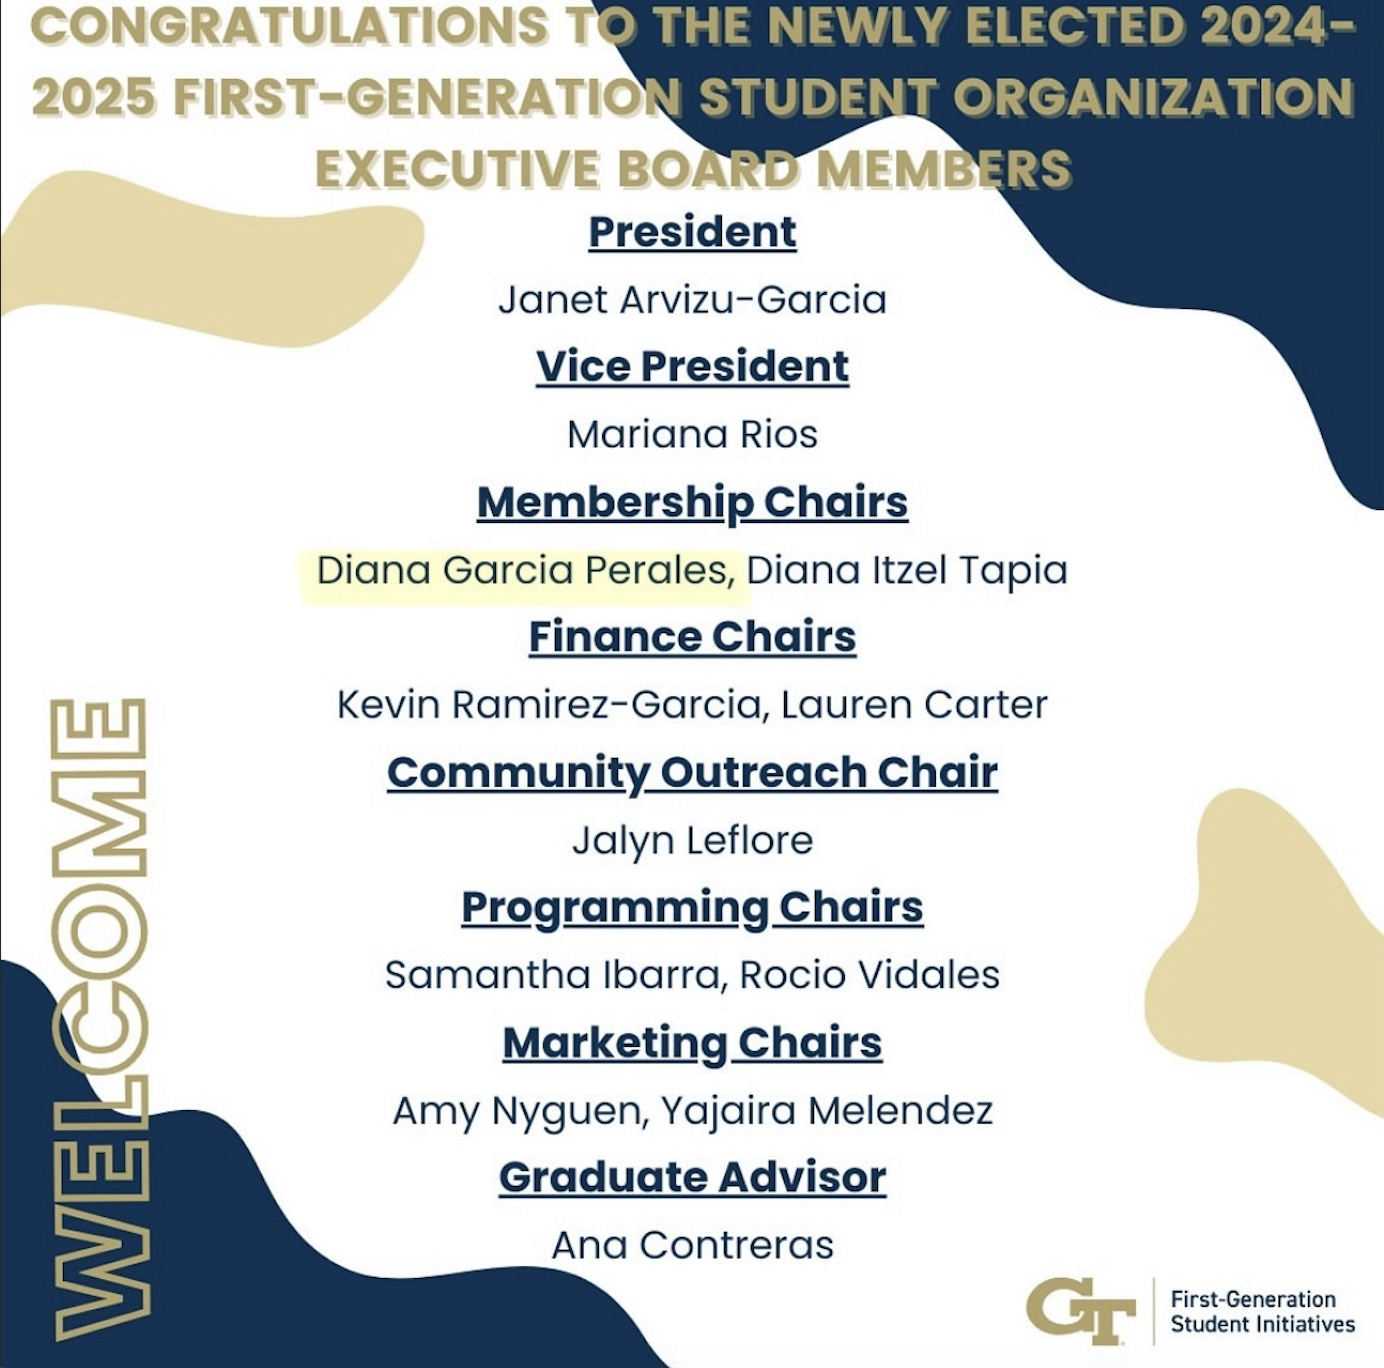 CONGRATULATIONS TO THE NEWLY ELECTED 2024-
2025 FIRST-GENERATION STUDENT ORGANIZATION
EXECUTIVE BOARD MEMBERS
President
Janet Arvizu-Garcia
Vice President
Mariana Rios
Membership Chairs
Diana Garcia Perales, Diana Itzel Tapia
Finance Chairs
Kevin Ramirez-Garcia, Lauren Carter
Community Outreach Chair
Jalyn Leflore
Programming Chairs
Samantha Ibarra, Rocio Vidales
Marketing Chairs
Amy Nyguen, Yajaira Melendez
Graduate Advisor
Ana Contreras
WELCOME
GT
First-Generation
Student Initiatives